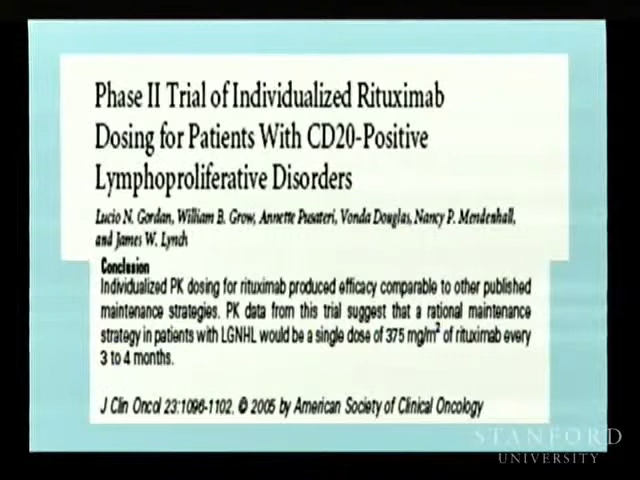 Phase II Trial of Individualized Rituximab
Dosing for Patients With CD20-Positive
Lymphoproliferative Disorders
Lucio N. Gordan, William B. Grow, Annette Pusateri, Vonda Douglas, Nancy P. Mendenhall,
and James W. Lynch
Conclusion
Individualized PK dosing for rituximab produced efficacy comparable to other published
maintenance strategies. PK data from this trial suggest that a rational maintenance
strategy in patients with LGNHL would be a single dose of 375 mg/m² of rituximab every
3 to 4 months.
J Clin Oncol 23:1096-1102. © 2005 by American Society of Clinical Oncology
STANFORD
UNIVERSITY